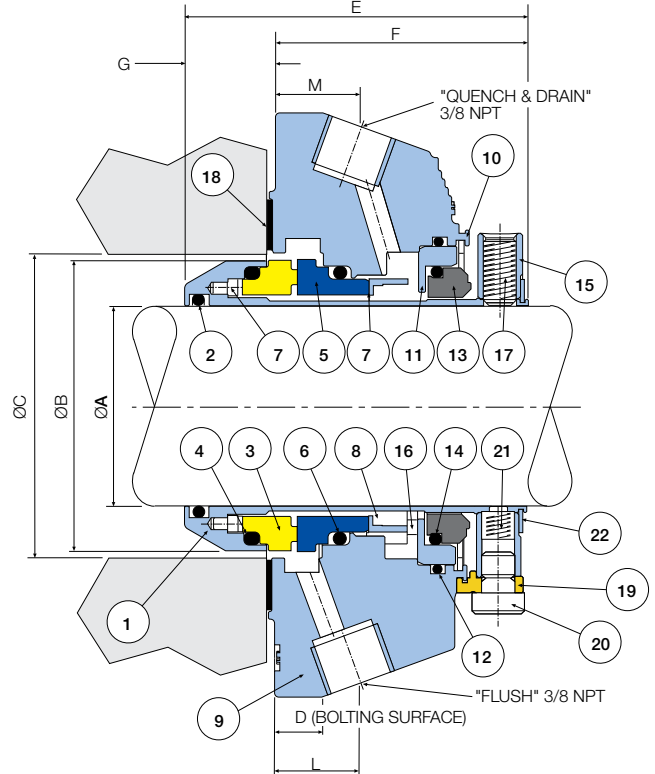 E
F
G
M
"QUENCH & DRAIN"
3/8 NPT
10
18
15
2
7
5
7
11
13
17
ØC
ØB
ØA
4
3
6
8
16
14
21
22
19
1
20
12
9
"FLUSH" 3/8 NPT
D (BOLTING SURFACE)
L